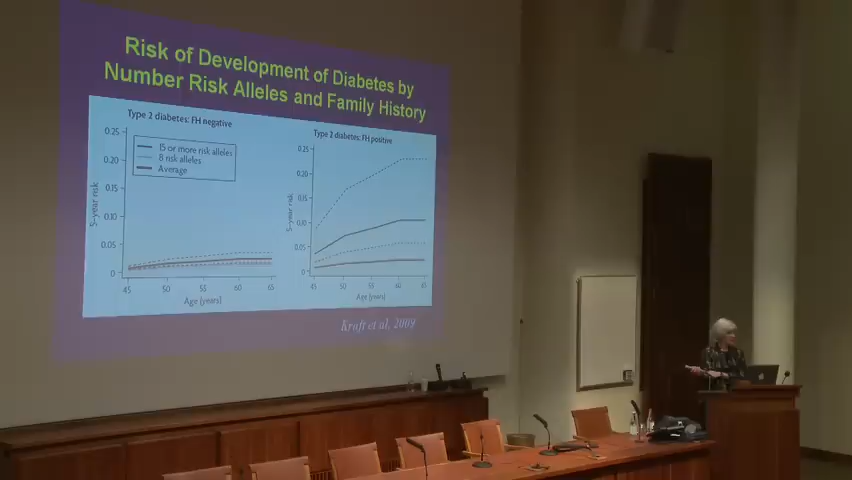 Risk of Development of Diabetes by
Number Risk Alleles and Family History
Type 2 diabetes: FH negative
0.25
0.20
0.15
0.10
0.05
0
5-year risk
15 or more risk alleles
8 risk alleles
Average
45
50
55
60
65
Age (years)
Type 2 diabetes: FH positive
0.25
0.20
0.15
0.10
0.05
0
5-year risk
45
50
55
60
65
Age (years)
Kraft et al, 2009